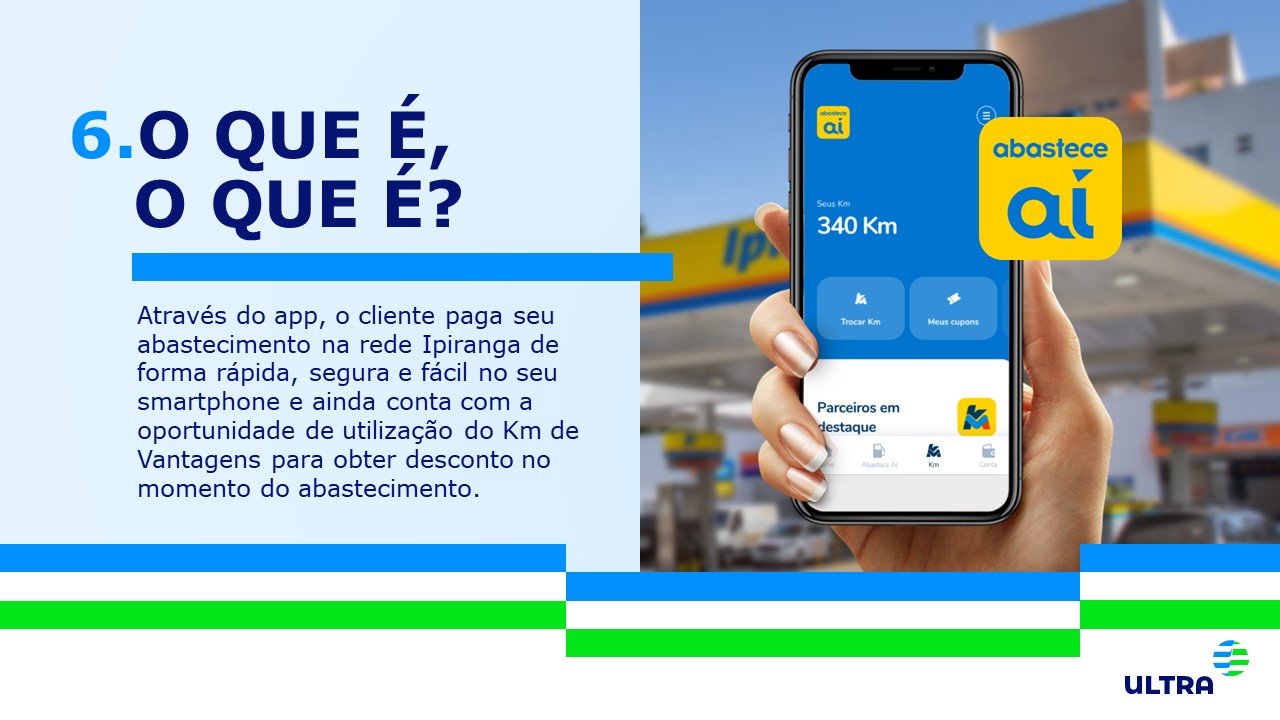 6.O QUE É,
O QUE É?
Através do app, o cliente paga seu
abastecimento na rede Ipiranga de
forma rápida, segura e fácil no seu
smartphone e ainda conta com a
oportunidade de utilização do Km de
Vantagens para obter desconto no
momento do abastecimento.
abastece
aí
Seus Km
340 Km
Trocar Km
Meus cupons
Parceiros em
destaque
Abastece Aí
Km
Conta
abastece
aí
ULTRA